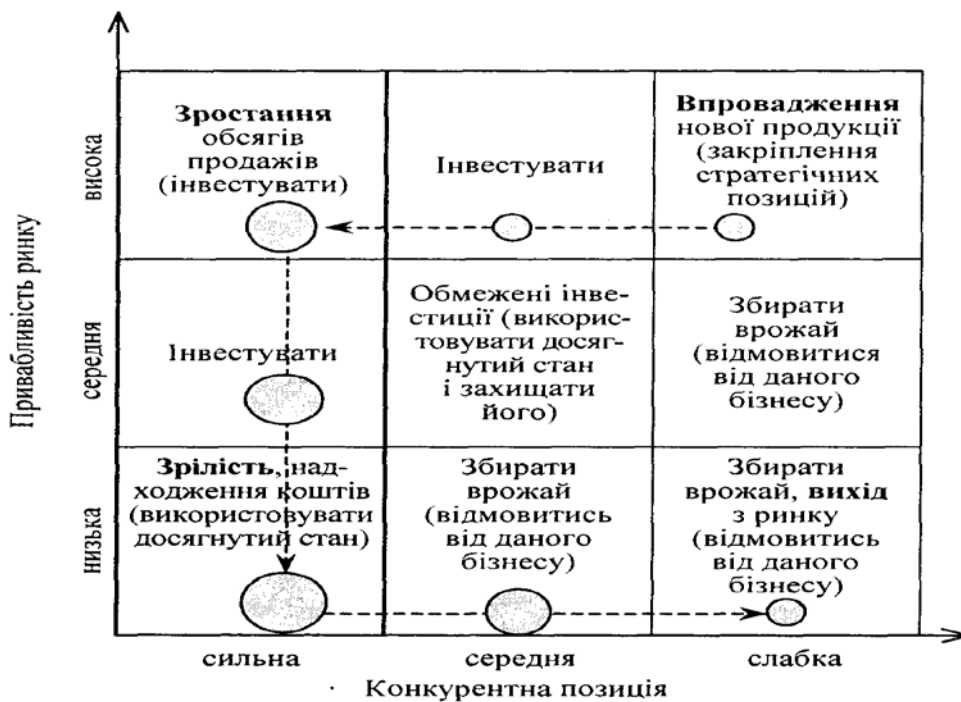 Привабливість ринку
висока
середня
низька
Зростання
обсягів
продажів
(інвестувати)
Інвестувати
Впровадження
нової продукції
(закріплення
стратегічних
позицій)
Інвестувати
Обмежені інве-
стиції (викорис-
товувати досяг-
нутий стан
і захищати
його)
Збирати
врожай
(відмовитися
від даного
бізнесу)
Зрілість, над-
ходження коштів
(використовувати
досягнутий стан)
Збирати
врожай
(відмовитись
від даного
бізнесу)
Збирати
врожай, вихід
з ринку
(відмовитись
від даного
бізнесу)
сильна
середня
слабка
Конкурентна позиція